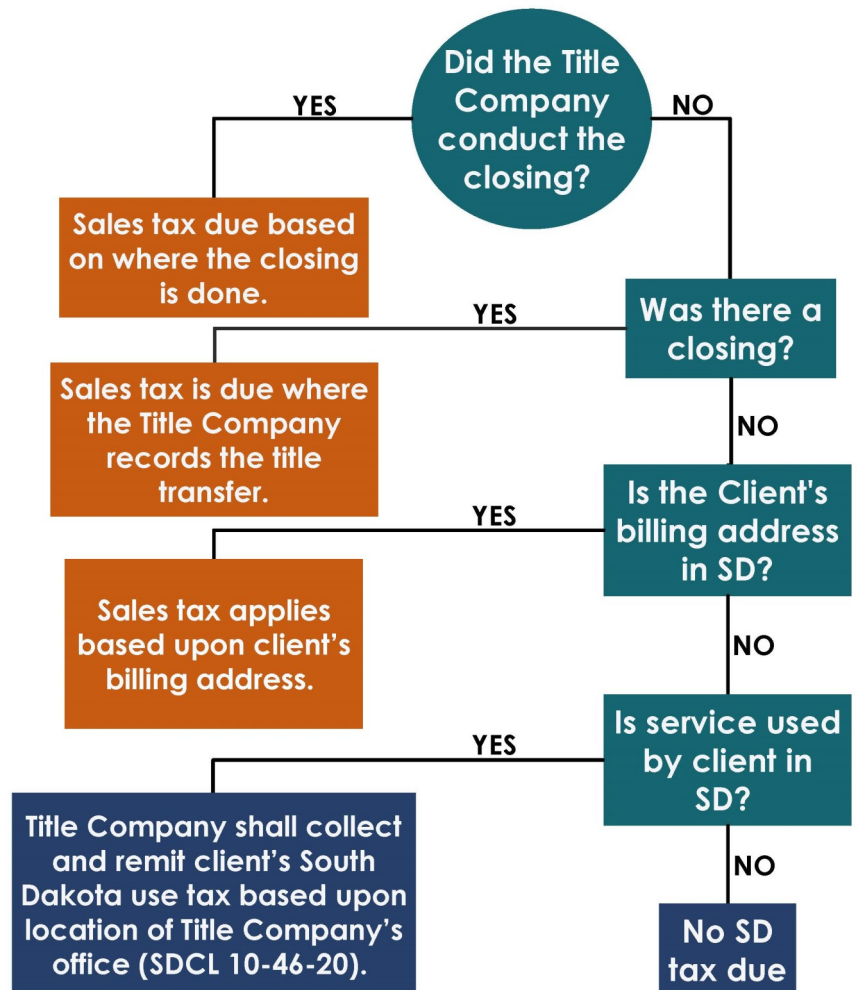 Did the Title
Company
conduct the
closing?
YES
NO
Sales tax due based
on where the closing
is done.
Was there a
closing?
YES
Sales tax is due where
the Title Company
records the title
transfer.
NO
Is the Client's
billing address
in SD?
YES
Sales tax applies
based upon client’s
billing address.
NO
Is service used
by client in
SD?
YES
Title Company shall collect
and remit client’s South
Dakota use tax based upon
location of Title Company’s
office (SDCL 10-46-20).
NO
No SD
tax due